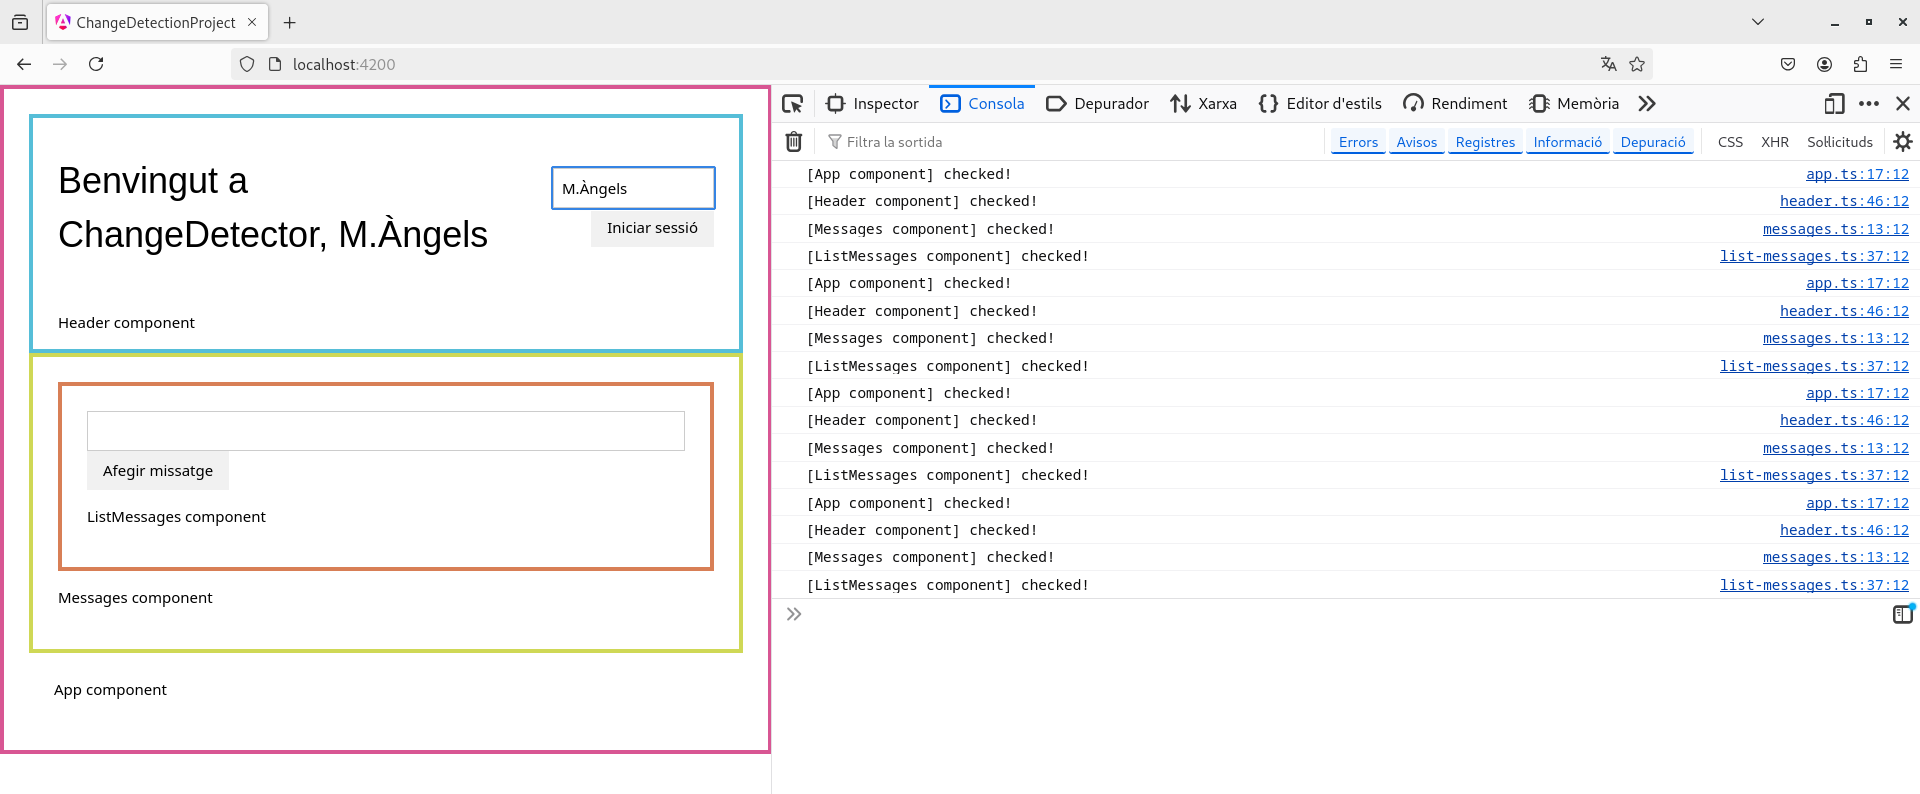 ChangeDetectionProject
localhost:4200
Benvingut a
ChangeDetector, M.Àngels
M.Àngels
Iniciar sessió
Header component
Afegir missatge
ListMessages component
Messages component
App component
Inspector Consola Depurador Xarxa Editor d'estils Rendiment Memòria
Filtra la sortida Errors Avisos Registres Informació Depuració CSS XHR Sol·licituds
[App component] checked! app.ts:17:12
[Header component] checked! header.ts:46:12
[Messages component] checked! messages.ts:13:12
[ListMessages component] checked! list-messages.ts:37:12
[App component] checked! app.ts:17:12
[Header component] checked! header.ts:46:12
[Messages component] checked! messages.ts:13:12
[ListMessages component] checked! list-messages.ts:37:12
[App component] checked! app.ts:17:12
[Header component] checked! header.ts:46:12
[Messages component] checked! messages.ts:13:12
[ListMessages component] checked! list-messages.ts:37:12
[App component] checked! app.ts:17:12
[Header component] checked! header.ts:46:12
[Messages component] checked! messages.ts:13:12
[ListMessages component] checked! list-messages.ts:37:12